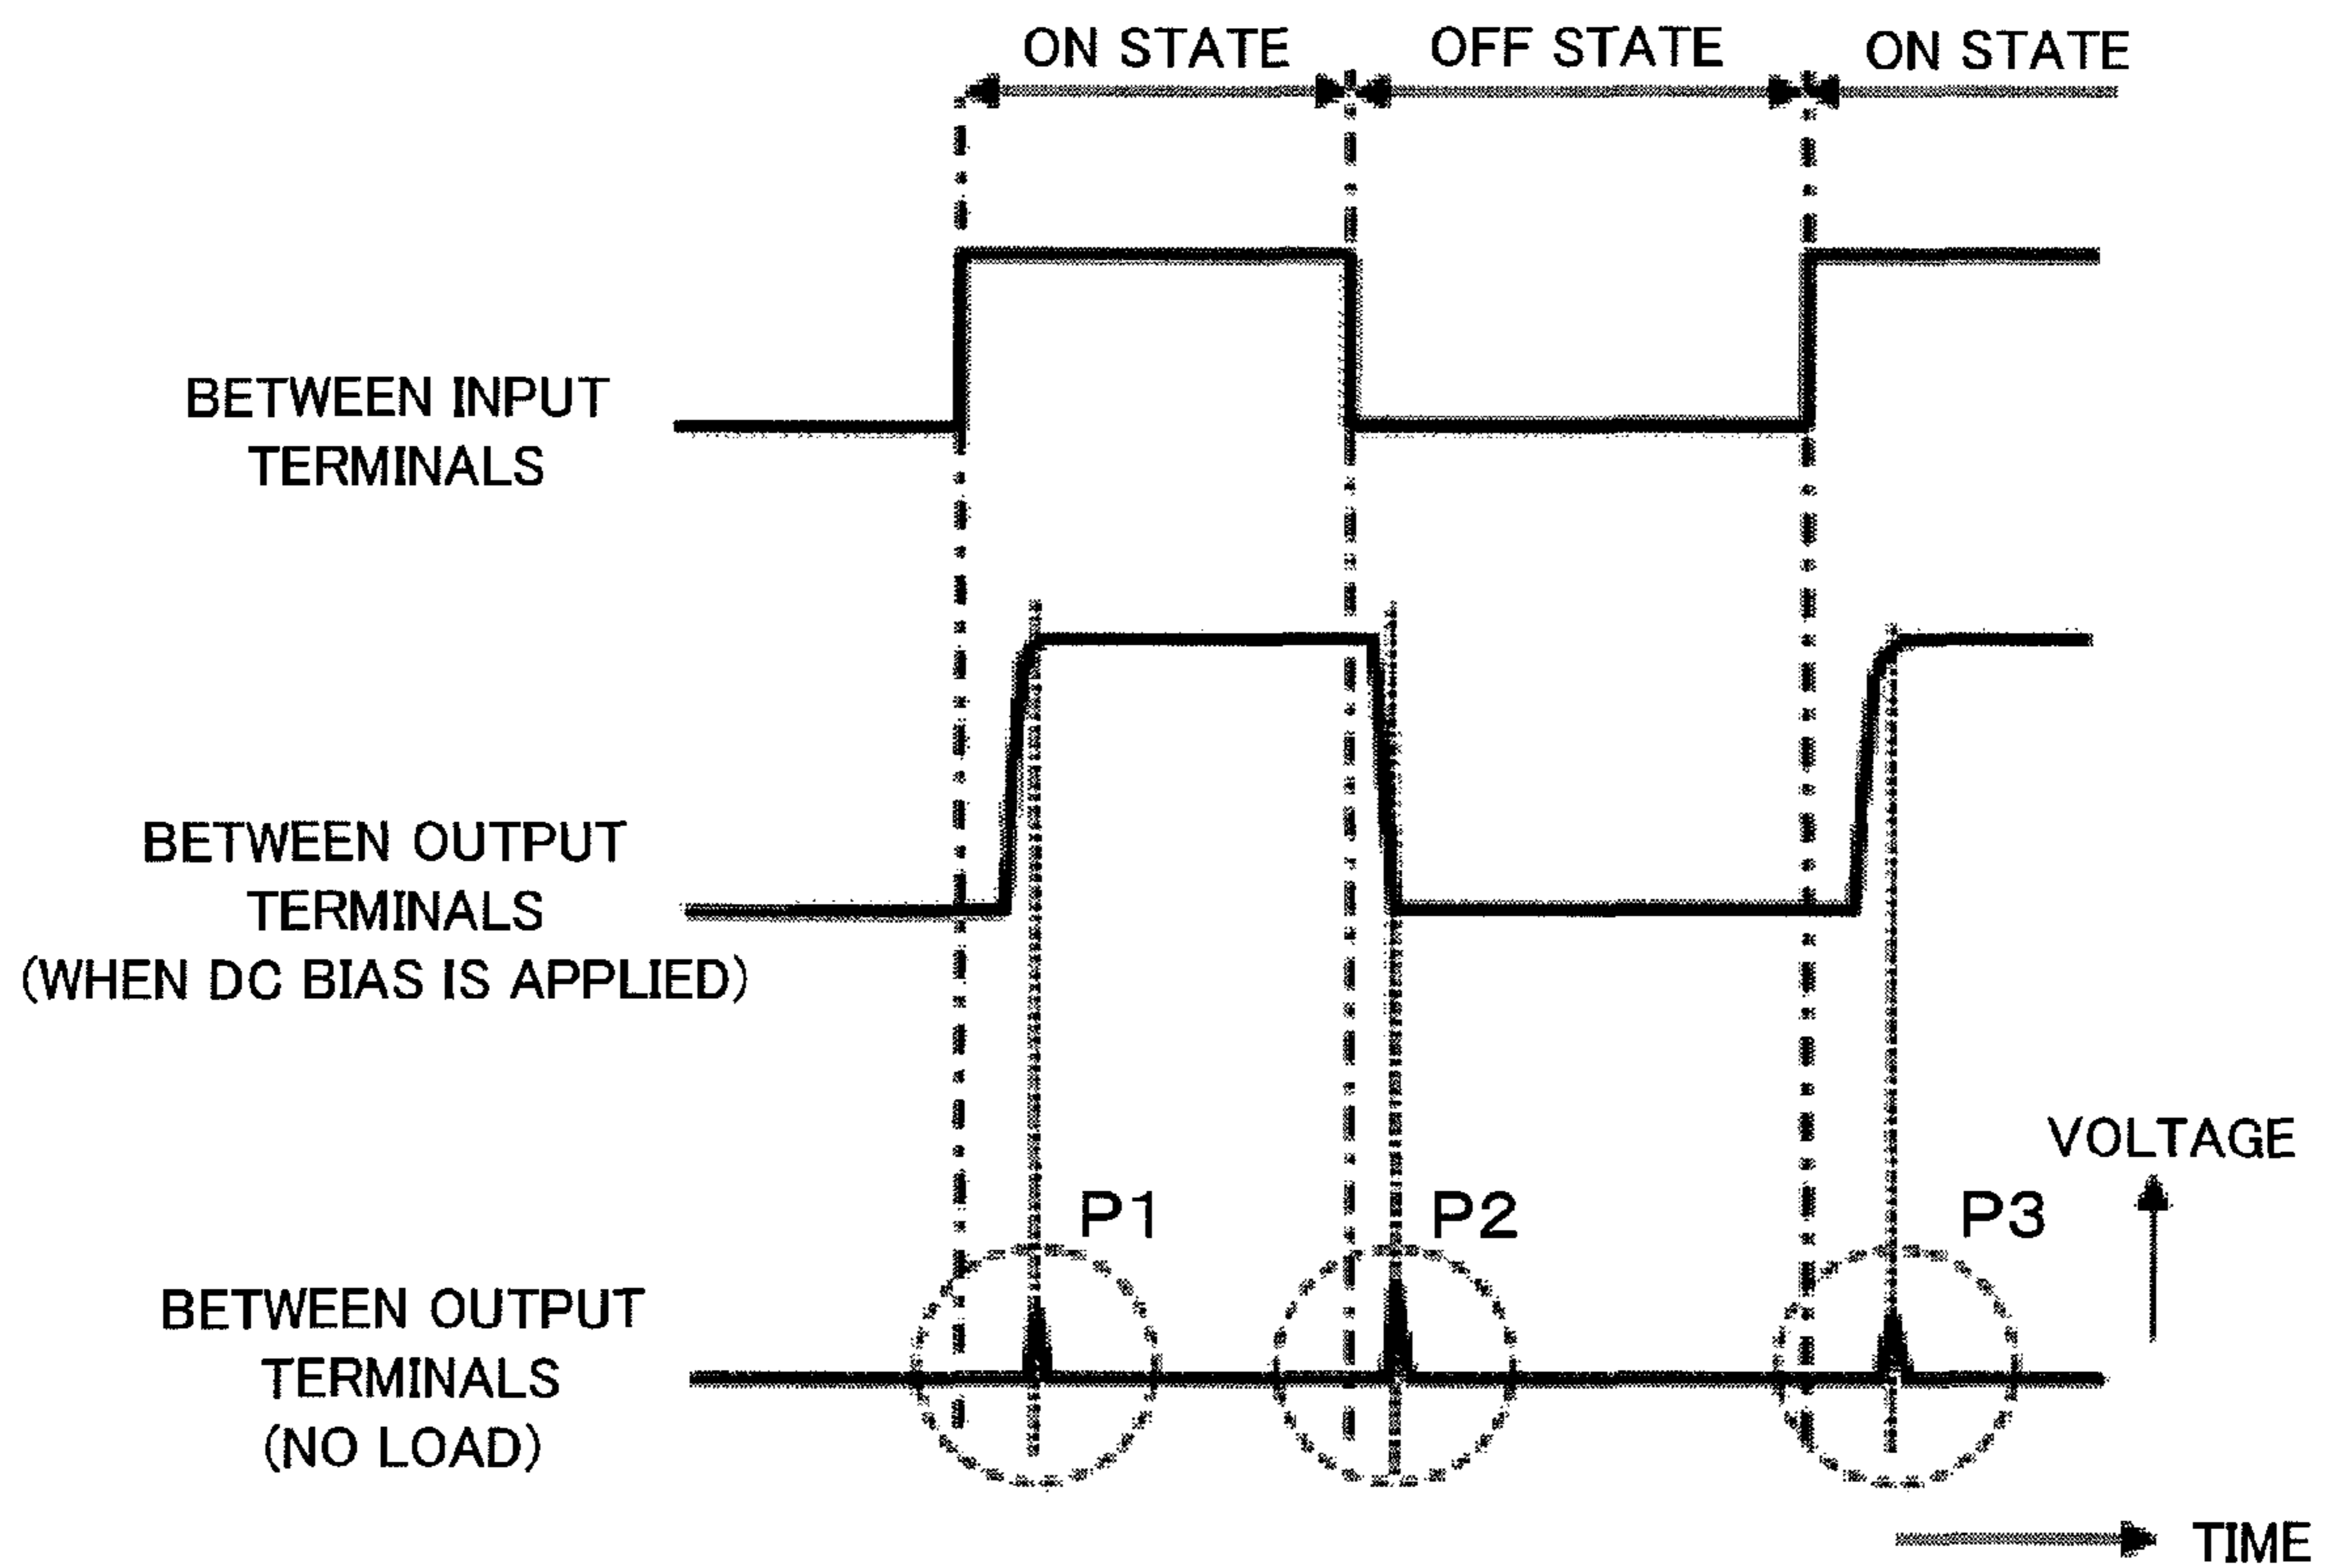 ON STATE
OFF STATE
ON STATE
BETWEEN INPUT
TERMINALS
BETWEEN OUTPUT
TERMINALS
(WHEN DC BIAS IS APPLIED)
VOLTAGE
P1
P2
P3
BETWEEN OUTPUT
TERMINALS
(NO LOAD)
TIME